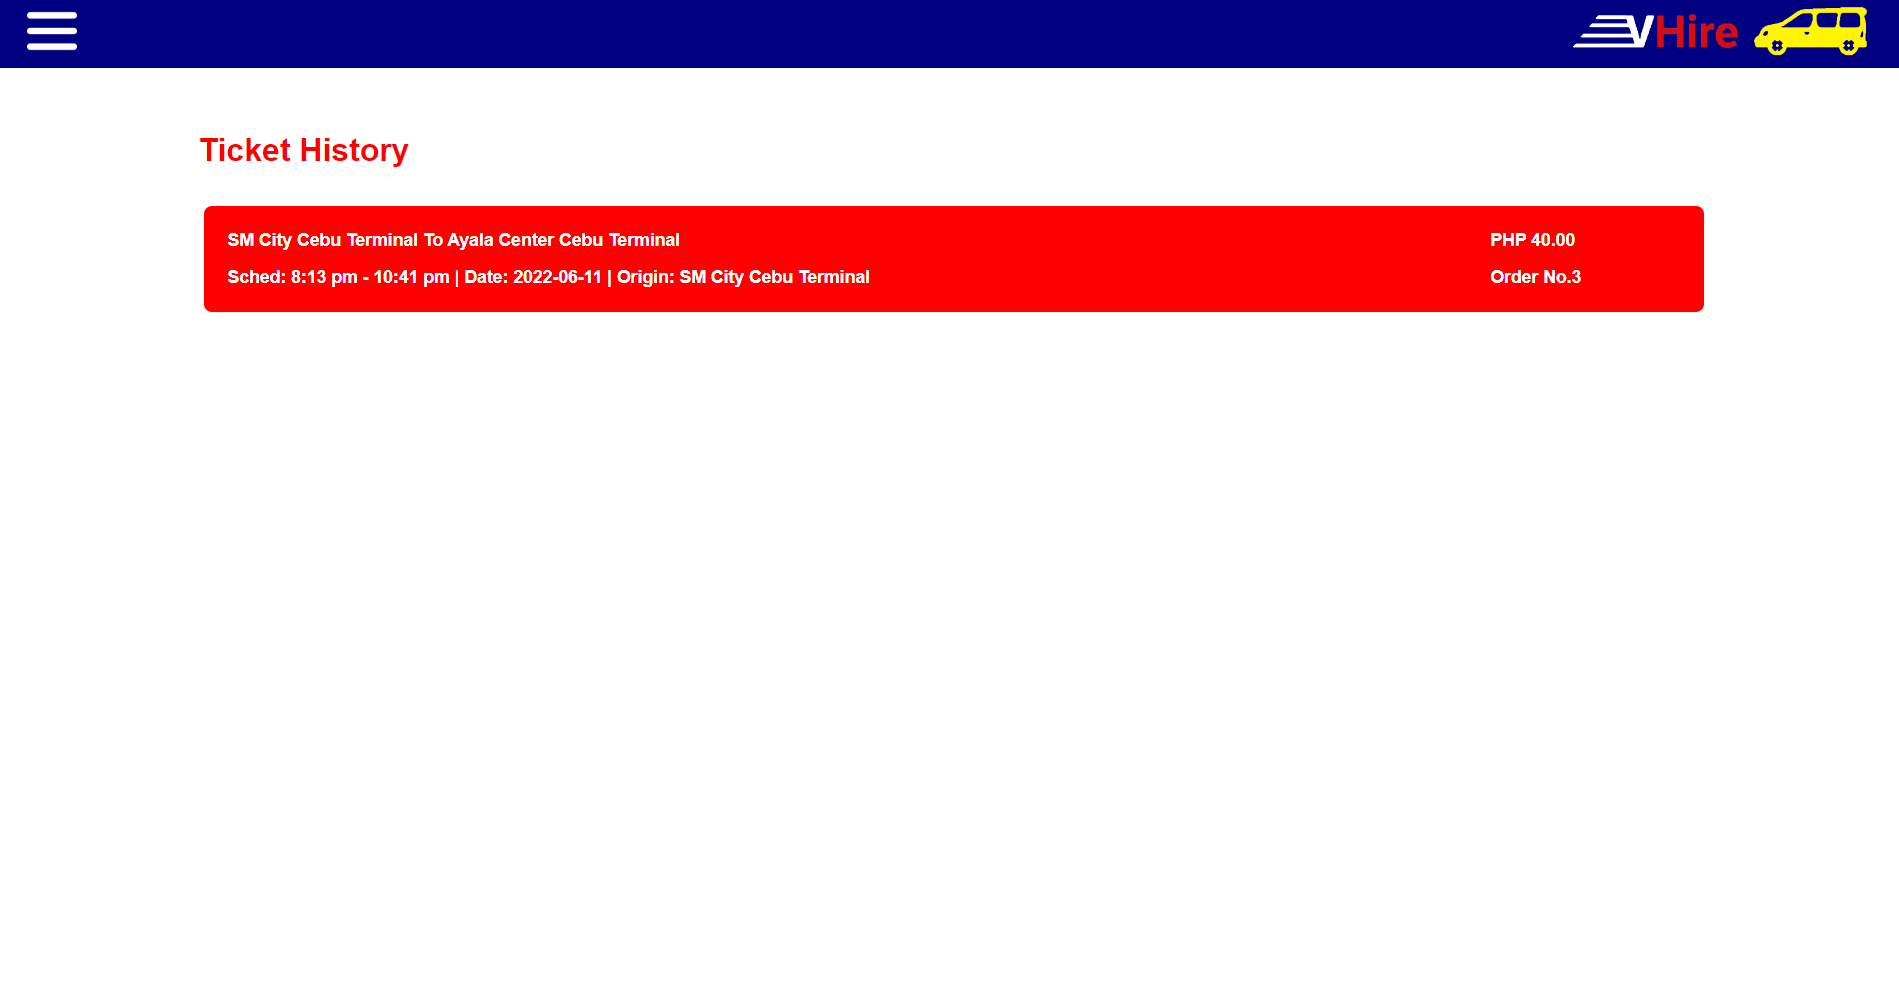 VHire
Ticket History
SM City Cebu Terminal To Ayala Center Cebu Terminal
PHP 40.00
Sched: 8:13 pm - 10:41 pm | Date: 2022-06-11 | Origin: SM City Cebu Terminal
Order No.3